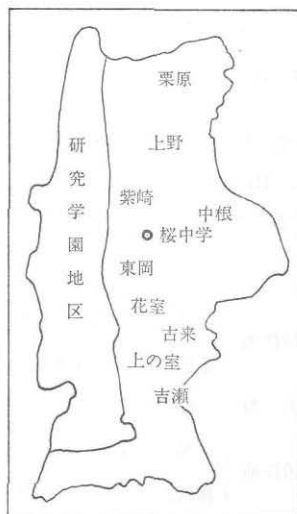 栗原
上野
研究学園地区
紫崎
中根
桜中学
東岡
花室
古来
上の室
吉瀬